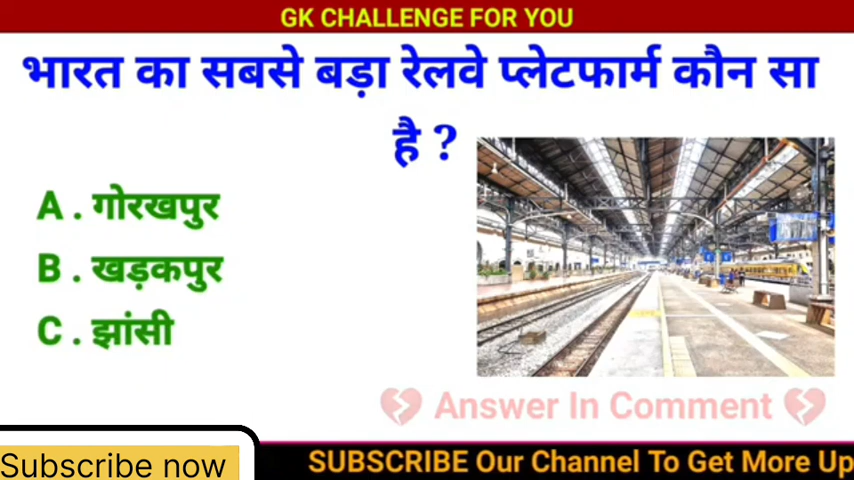 GK CHALLENGE FOR YOU
भारत का सबसे बड़ा रेलवे प्लेटफार्म कौन सा
है ?
A . गोरखपुर
B . खड़कपुर
C . झांसी
💔 Answer In Comment 💔
Subscribe now
SUBSCRIBE Our Channel To Get More Up